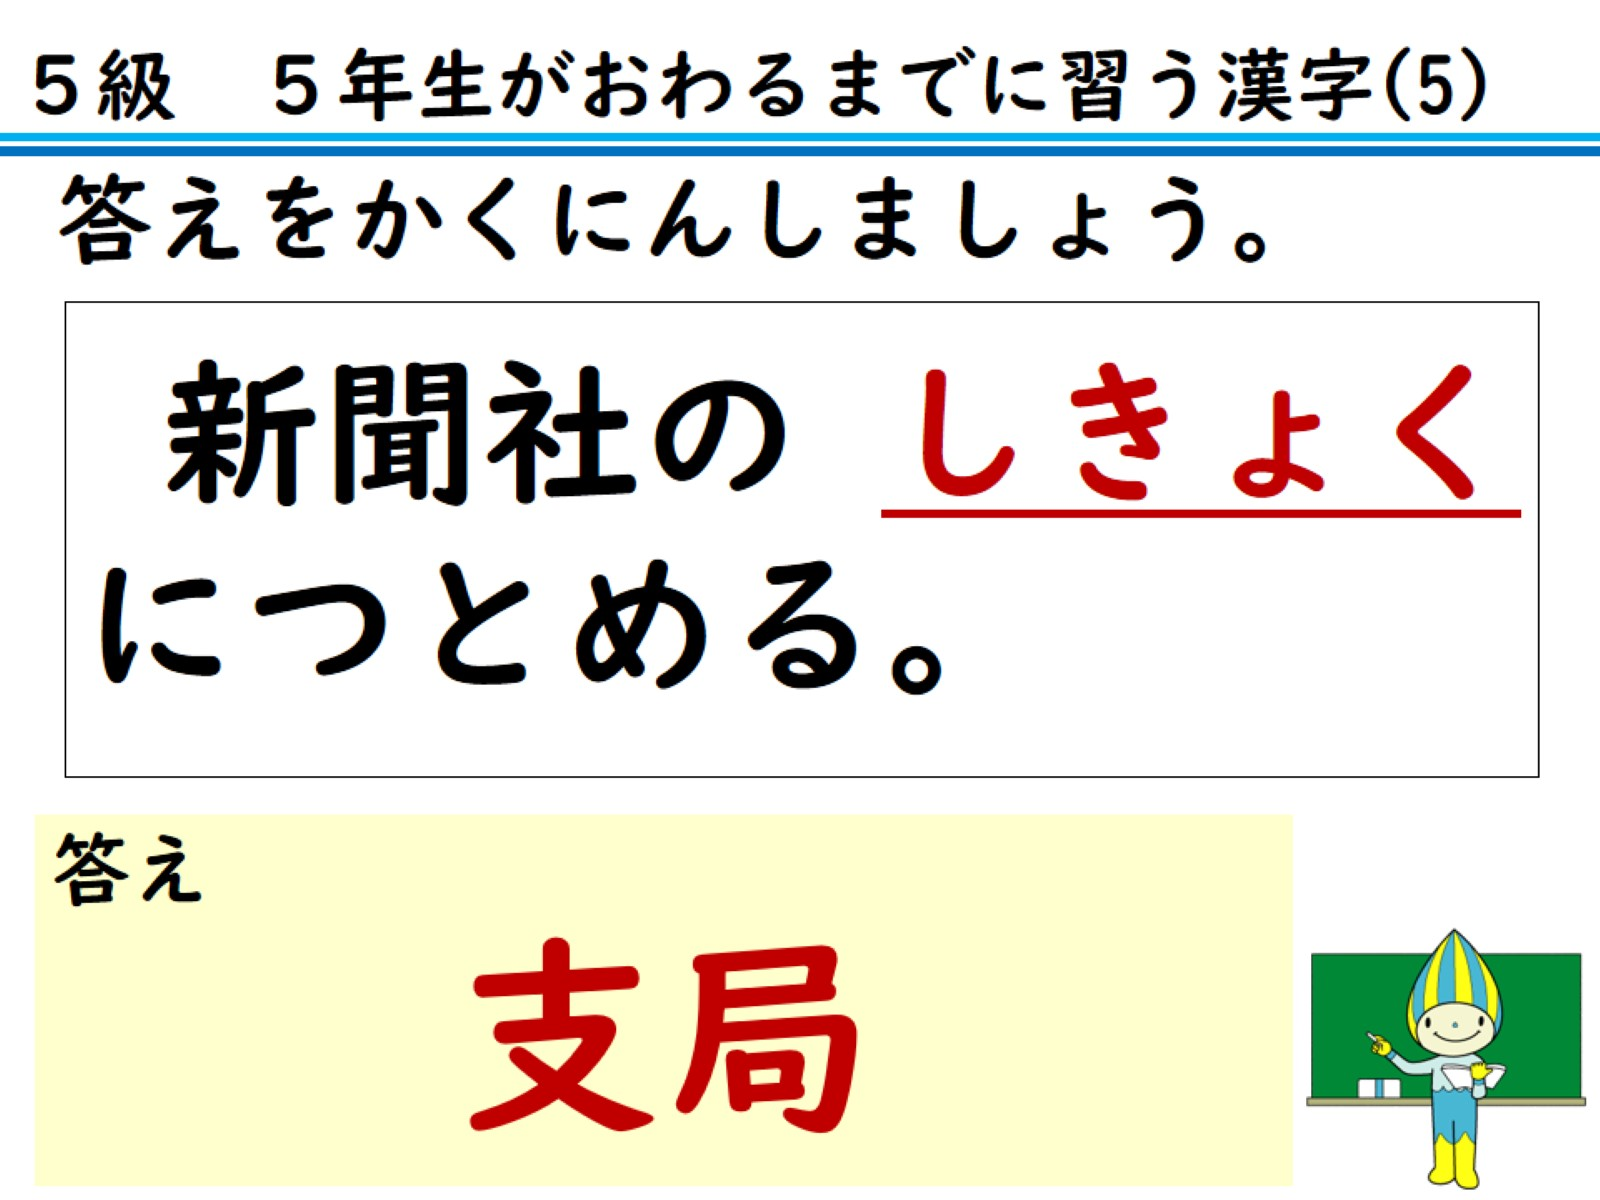 ５級　５年生がおわるまでに習う漢字(5)
答えをかくにんしましょう。
新聞社の しきょく
につとめる。
答え
支局